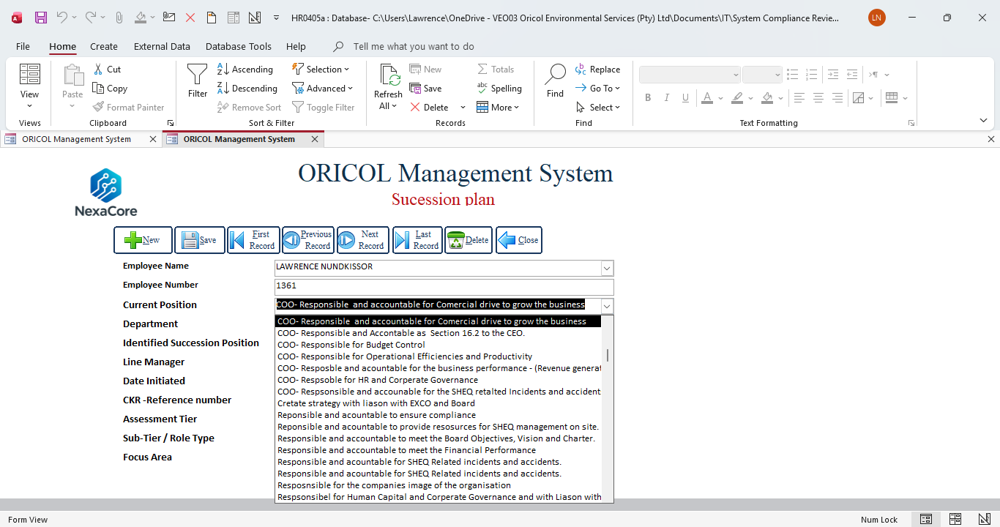 HR0405a : Database- C:\Users\Lawrence\OneDrive - VEO03 Oricol Environmental Services (Pty) Ltd\Documents\IT\System Compliance Revie...
LN
File Home Create External Data Database Tools Help Tell me what you want to do
View
Views
Paste
Cut
Copy
Format Painter
Clipboard
Filter
Ascending
Descending
Remove Sort
Selection
Advanced
Toggle Filter
Sort & Filter
Refresh
All
New
Save
Delete
Totals
Spelling
More
Records
Find
Replace
Go To
Select
Find
B I U A
Text Formatting
ORICOL Management System
ORICOL Management System
NexaCore
ORICOL Management System
Sucession plan
New
Save
First Record
Previous Record
Next Record
Last Record
Delete
Close
Employee Name LAWRENCE NUNDKISSOR
Employee Number 1361
Current Position COO- Responsible  and accountable for Comercial drive to grow the business
Department
Identified Succession Position
Line Manager
Date Initiated
CKR -Reference number
Assessment Tier
Sub-Tier / Role Type
Focus Area
COO- Responsible  and accountable for Comercial drive to grow the business
COO- Responsible and Accontable as  Section 16.2 to the CEO.
COO- Responsible for Budget Control
COO- Responsible for Operational Efficiencies and Productivity
COO- Resposble and acountable for the business performance - (Revenue generat
COO- Respsoble for HR and Corperate Governance
COO- Respsonsible and accounable for the SHEQ retalted Incidents and accident
Cretate strategy with liason with EXCO and Board
Reponsible and acountable to ensure compliance
Reponsible and acountable to provide resosurces for SHEQ management on site.
Responsible and accountable to meet the Board Objectives, Vision and Charter.
Responsible and accountable to meet the Financial Performance
Responsible and acountable for SHEQ Related incidents and accidents.
Responsible and acountable for SHEQ Related incidents and accidents.
Resposnsible for the companies image of the organisation
Respsonsibel for Human Capital and Corperate Governance and with Liason with
Form View
Num Lock